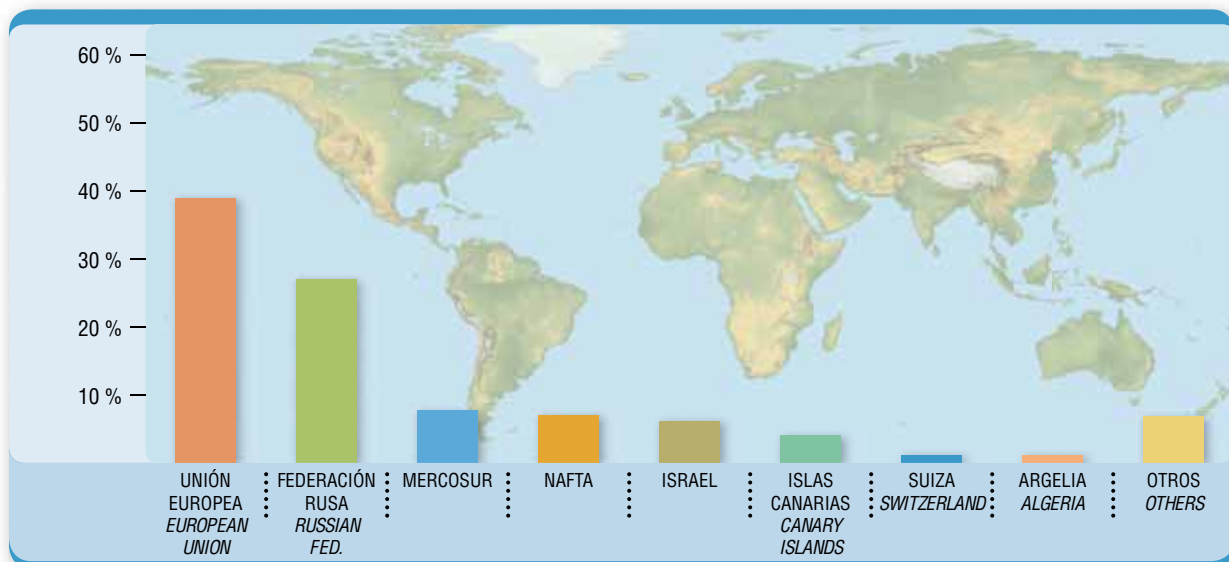 60 %
50 %
40 %
30 %
20 %
10 %
UNIÓN
EUROPEA
EUROPEAN
UNION
FEDERACIÓN
RUSA
RUSSIAN
FED.
MERCOSUR
NAFTA
ISRAEL
ISLAS
CANARIAS
CANARY
ISLANDS
SUIZA
SWITZERLAND
ARGELIA
ALGERIA
OTROS
OTHERS